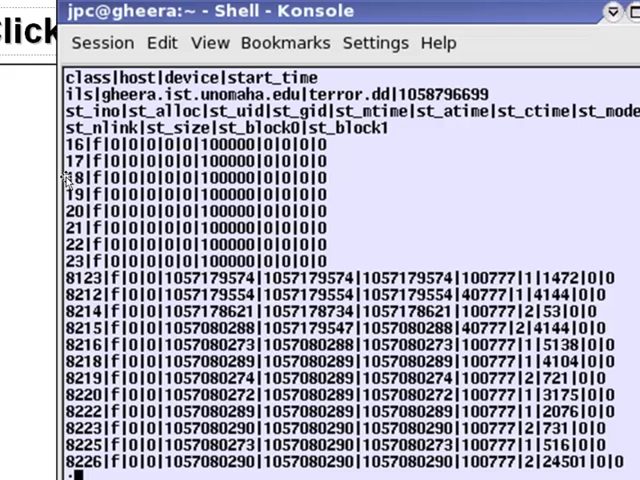 Click
jpc@gheera:~ - Shell - Konsole
Session Edit View Bookmarks Settings Help
class|host|device|start_time
ils|gheera.ist.unomaha.edu|terror.dd|1058796699
st_ino|st_alloc|st_uid|st_gid|st_mtime|st_atime|st_ctime|st_mode
st_nlink|st_size|st_block0|st_block1
16|f|0|0|0|0|0|100000|0|0|0|0
17|f|0|0|0|0|0|100000|0|0|0|0
18|f|0|0|0|0|0|100000|0|0|0|0
19|f|0|0|0|0|0|100000|0|0|0|0
20|f|0|0|0|0|0|100000|0|0|0|0
21|f|0|0|0|0|0|100000|0|0|0|0
22|f|0|0|0|0|0|100000|0|0|0|0
23|f|0|0|0|0|0|100000|0|0|0|0
8123|f|0|0|1057179574|1057179574|1057179574|100777|1|1472|0|0
8212|f|0|0|1057179554|1057179554|1057179554|40777|1|4144|0|0
8214|f|0|0|1057178621|1057178734|1057178621|100777|2|53|0|0
8215|f|0|0|1057080288|1057179547|1057080288|40777|2|4144|0|0
8216|f|0|0|1057080273|1057080288|1057080273|100777|1|5138|0|0
8218|f|0|0|1057080289|1057080289|1057080289|100777|1|4104|0|0
8219|f|0|0|1057080274|1057080289|1057080274|100777|2|721|0|0
8220|f|0|0|1057080272|1057080289|1057080272|100777|1|3175|0|0
8222|f|0|0|1057080289|1057080289|1057080289|100777|1|2076|0|0
8223|f|0|0|1057080290|1057080290|1057080290|100777|2|731|0|0
8225|f|0|0|1057080273|1057080290|1057080273|100777|1|516|0|0
8226|f|0|0|1057080290|1057080290|1057080290|100777|2|24501|0|0
: